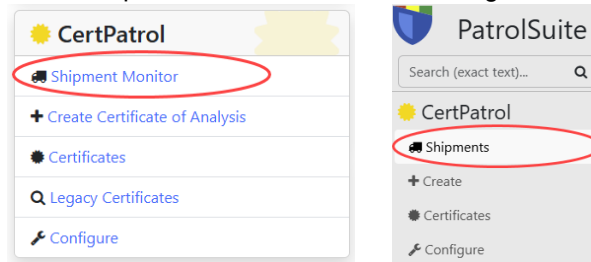 CertPatrol
Shipment Monitor
Create Certificate of Analysis
Certificates
Legacy Certificates
Configure
PatrolSuite
Search (exact text)...
CertPatrol
Shipments
Create
Certificates
Configure